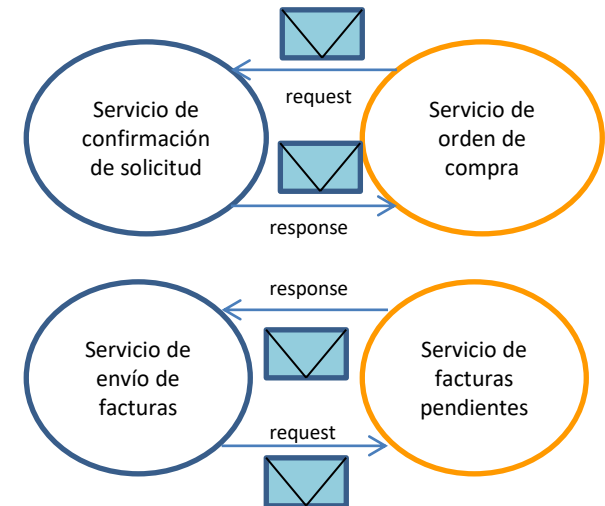 request
Servicio de
confirmación
de solicitud
Servicio de
orden de
compra
response
response
Servicio de
envío de
facturas
Servicio de
facturas
pendientes
request